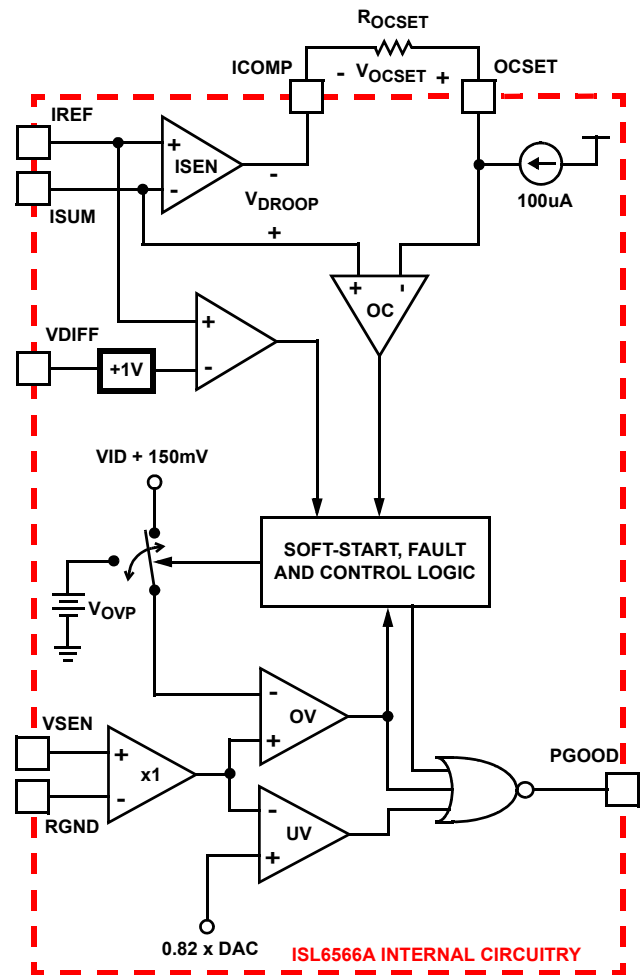 ROCSET
ICOMP
- VOCSET +
OCSET
IREF
+
ISEN
-
ISUM
-
VDROOP
+
100uA
+ -
OC
VDIFF
+1V
+
-
VID + 150mV
SOFT-START, FAULT
AND CONTROL LOGIC
VOVP
-
OV
+
VSEN
+
x1
-
RGND
-
UV
+
PGOOD
0.82 x DAC
ISL6566A INTERNAL CIRCUITRY